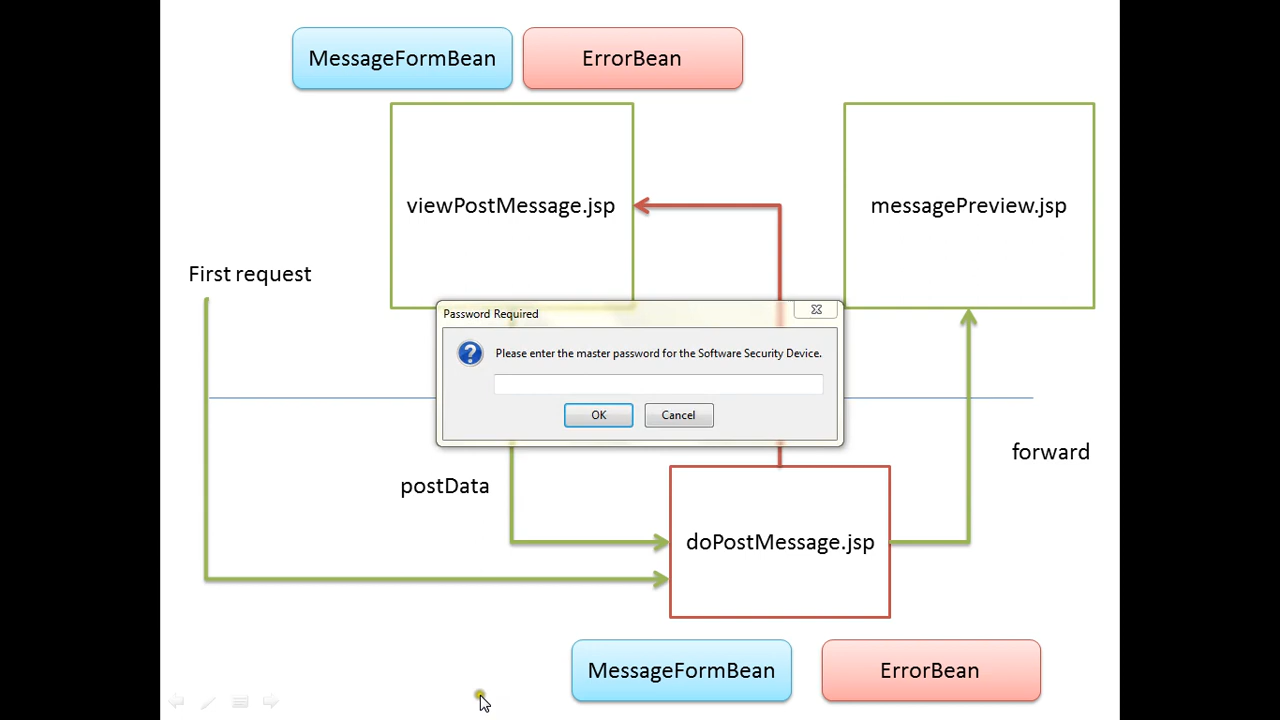 MessageFormBean
ErrorBean
viewPostMessage.jsp
messagePreview.jsp
First request
Password Required
Please enter the master password for the Software Security Device.
OK
Cancel
forward
postData
doPostMessage.jsp
MessageFormBean
ErrorBean